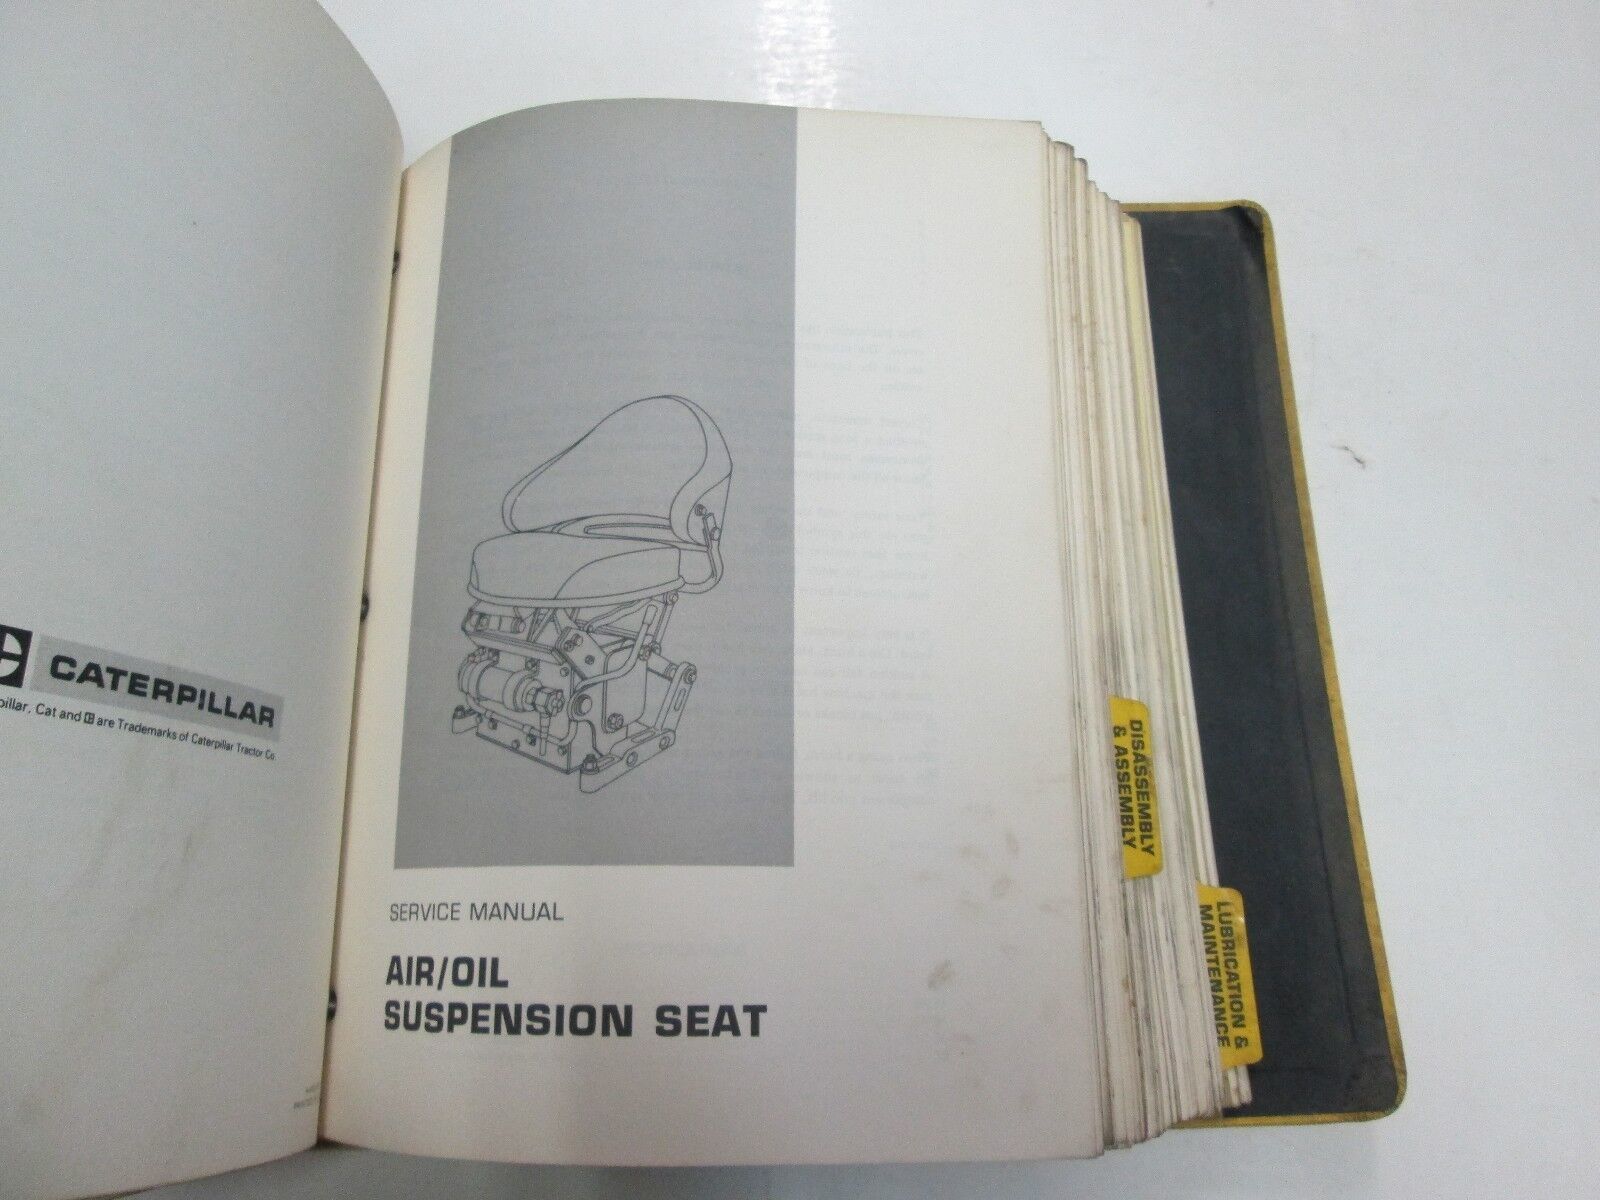 CATERPILLAR
Cat and are Trademarks of Caterpillar Tractor Co.
SERVICE MANUAL
AIR/OIL
SUSPENSION SEAT
DISASSEMBLY
& ASSEMBLY
LUBRICATION &
MAINTENANCE